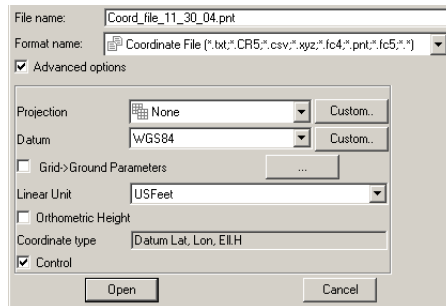 File name: Coord_file_11_30_04.pnt
Format name: Coordinate File (*.txt;*.CR5;*.csv;*.xyz;*.fc4;*.pnt;*.fc5;*.*)
Advanced options
Projection None Custom..
Datum WGS84 Custom..
Grid->Ground Parameters ...
Linear Unit USFeet
Orthometric Height
Coordinate type Datum Lat, Lon, Ell.H
Control
Open Cancel